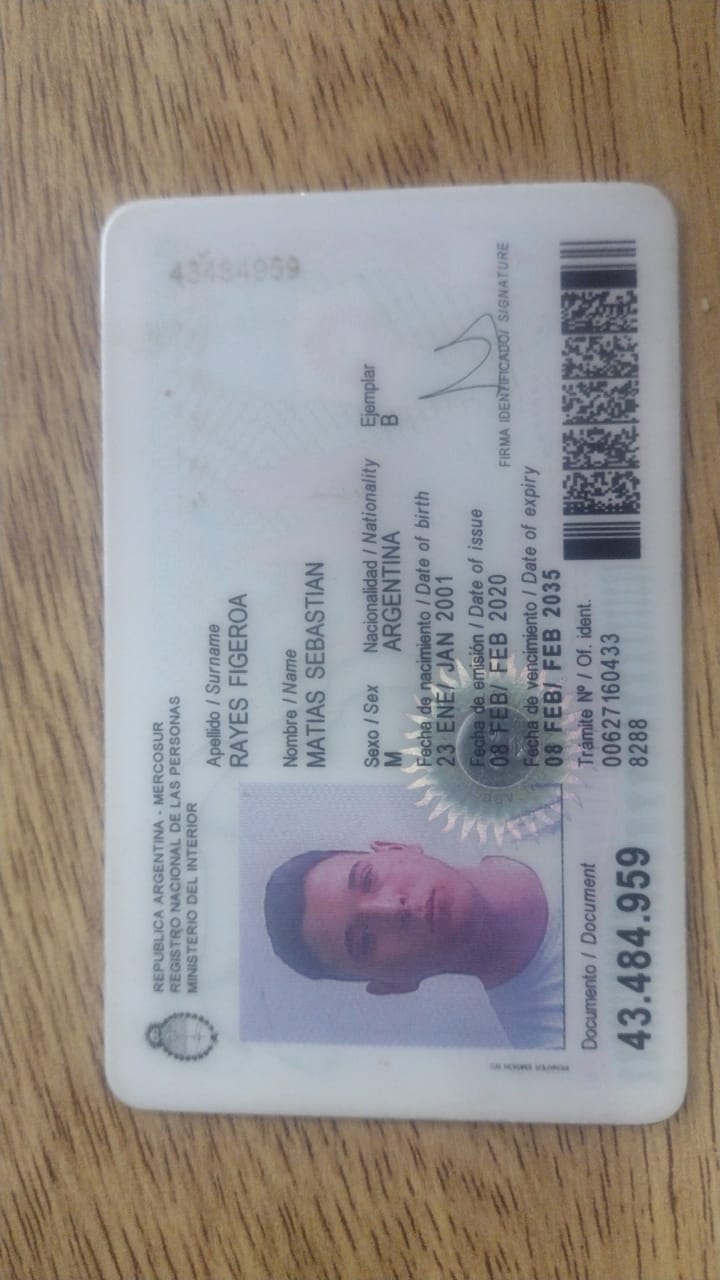 REPUBLICA ARGENTINA - MERCOSUR
REGISTRO NACIONAL DE LAS PERSONAS
MINISTERIO DEL INTERIOR
43484959
Apellido / Surname
RAYES FIGEROA
Nombre / Name
MATIAS SEBASTIAN
Sexo / Sex Nacionalidad / Nationality Ejemplar
M ARGENTINA B
Fecha de nacimiento / Date of birth
23 ENE/ JAN 2001
Fecha de emisión / Date of issue
08 FEB/ FEB 2020
FIRMA IDENTIFICADO/ SIGNATURE
Fecha de vencimiento / Date of expiry
08 FEB/ FEB 2035
Documento / Document Trámite Nº / Of. ident.
43.484.959 00627160433
8288